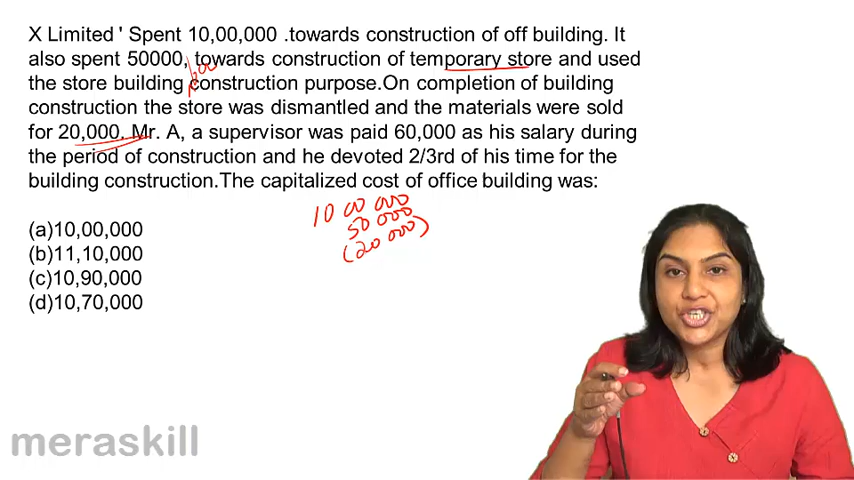 X Limited ' Spent 10,00,000 .towards construction of off building. It
also spent 50000, towards construction of temporary store and used
the store building for construction purpose.On completion of building
construction the store was dismantled and the materials were sold
for 20,000. Mr. A, a supervisor was paid 60,000 as his salary during
the period of construction and he devoted 2/3rd of his time for the
building construction.The capitalized cost of office building was:
10 00 000
50 000
(20 000)
(a)10,00,000
(b)11,10,000
(c)10,90,000
(d)10,70,000
meraskill